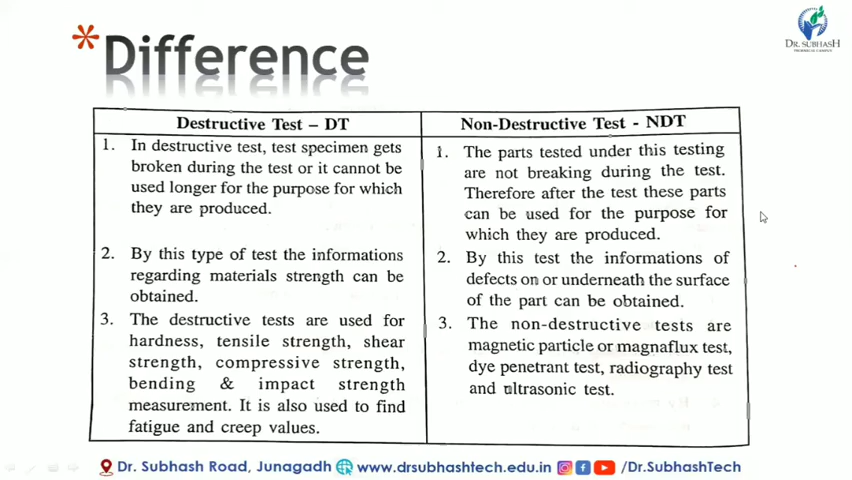 * Difference
DR. SUBHASH
Destructive Test – DT
Non-Destructive Test - NDT
1. In destructive test, test specimen gets
broken during the test or it cannot be
used longer for the purpose for which
they are produced.
2. By this type of test the informations
regarding materials strength can be
obtained.
3. The destructive tests are used for
hardness, tensile strength, shear
strength, compressive strength,
bending & impact strength
measurement. It is also used to find
fatigue and creep values.
1. The parts tested under this testing
are not breaking during the test.
Therefore after the test these parts
can be used for the purpose for
which they are produced.
2. By this test the informations of
defects on or underneath the surface
of the part can be obtained.
3. The non-destructive tests are
magnetic particle or magnaflux test,
dye penetrant test, radiography test
and ultrasonic test.
Dr. Subhash Road, Junagadh www.drsubhashtech.edu.in /Dr.SubhashTech